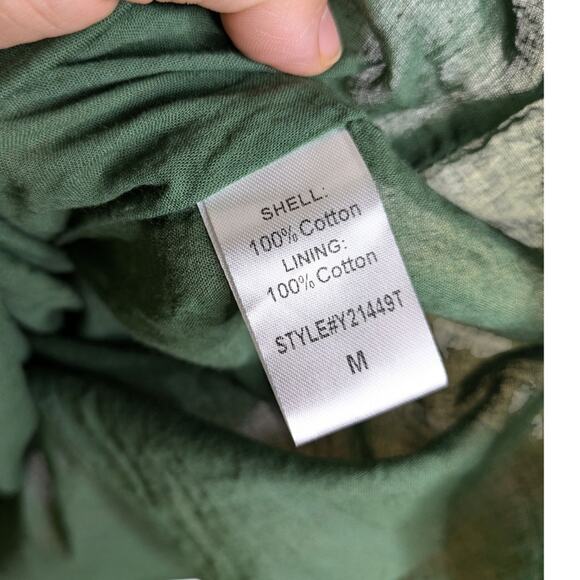 SHELL:
100% Cotton
LINING:
100% Cotton
STYLE#Y21449T
M